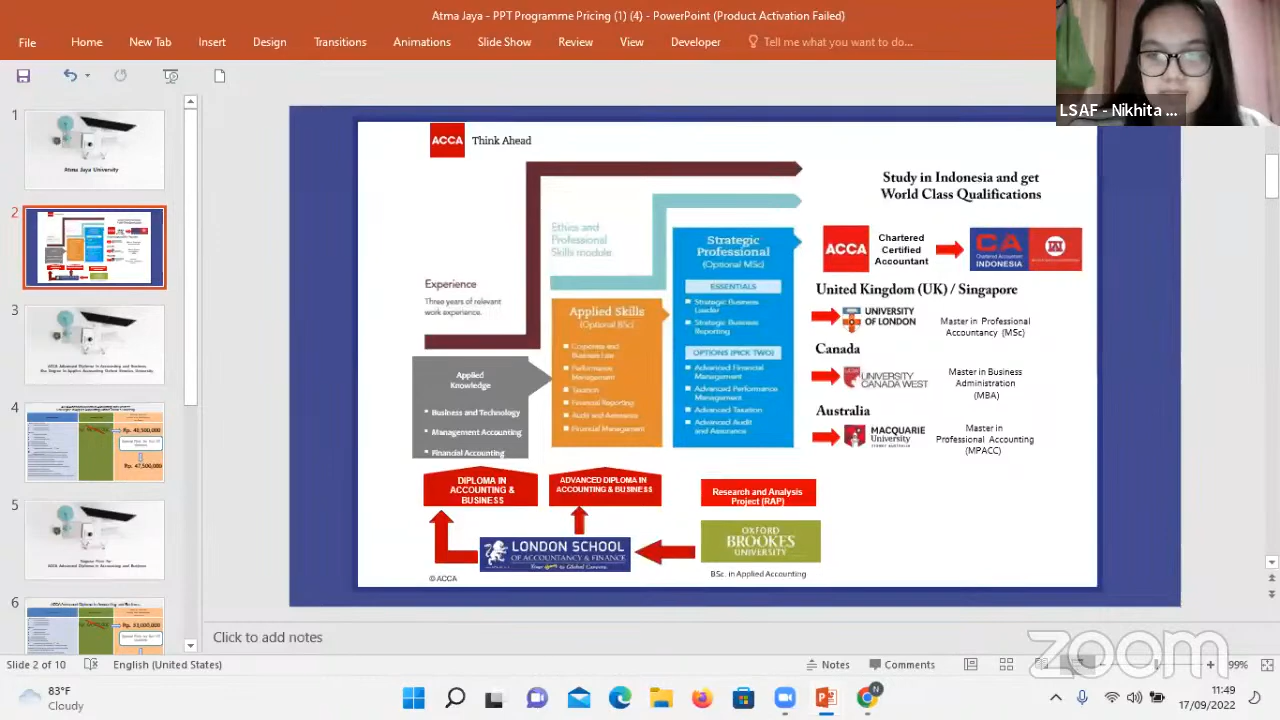 Atma Jaya - PPT Programme Pricing (1) (4) - PowerPoint (Product Activation Failed)
File Home New Tab Insert Design Transitions Animations Slide Show Review View Developer Tell me what you want to do...
LSAF - Nikhita ...
1
Atma Jaya University
2
3
4
Rp. 47,500,000
5
6
ACCA Think Ahead
Study in Indonesia and get
World Class Qualifications
Ethics and
Professional
Skills module
Experience
Three years of relevant
work experience.
Applied
Knowledge
Business and Technology
Management Accounting
Financial Accounting
Applied Skills
(Optional BSc)
Corporate and
Business Law
Performance
Management
Taxation
Financial Reporting
Audit and Assurance
Financial Management
Strategic
Professional
(Optional MSc)
ESSENTIALS
Strategic Business
Leader
Strategic Business
Reporting
OPTIONS (PICK TWO)
Advanced Financial
Management
Advanced Performance
Management
Advanced Taxation
Advanced Audit
and Assurance
ACCA
Chartered
Certified
Accountant
CA
Chartered Accountant
INDONESIA
IAI
United Kingdom (UK) / Singapore
UNIVERSITY
OF LONDON
Master in Professional
Accountancy (MSc)
Canada
UNIVERSITY
CANADA WEST
Master in Business
Administration
(MBA)
Australia
MACQUARIE
University
Master in
Professional Accounting
(MPACC)
DIPLOMA IN
ACCOUNTING &
BUSINESS
ADVANCED DIPLOMA IN
ACCOUNTING & BUSINESS
Research and Analysis
Project (RAP)
LONDON SCHOOL
OF ACCOUNTANCY & FINANCE
OXFORD
BROOKES
UNIVERSITY
B.Sc. in Applied Accounting
© ACCA
Click to add notes
zoom
Slide 2 of 10 English (United States) Notes Comments 99%
83°F
Cloudy
11:49
17/09/2022